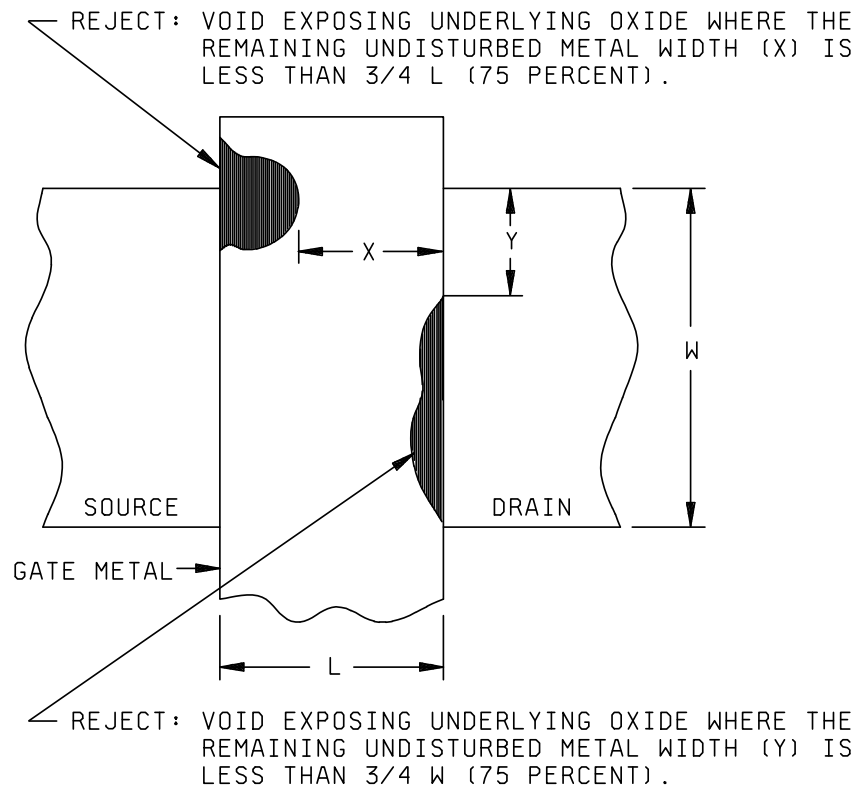 REJECT: VOID EXPOSING UNDERLYING OXIDE WHERE THE
REMAINING UNDISTURBED METAL WIDTH (X) IS
LESS THAN 3/4 L (75 PERCENT).
Y
X
W
SOURCE
DRAIN
GATE METAL
L
REJECT: VOID EXPOSING UNDERLYING OXIDE WHERE THE
REMAINING UNDISTURBED METAL WIDTH (Y) IS
LESS THAN 3/4 W (75 PERCENT).